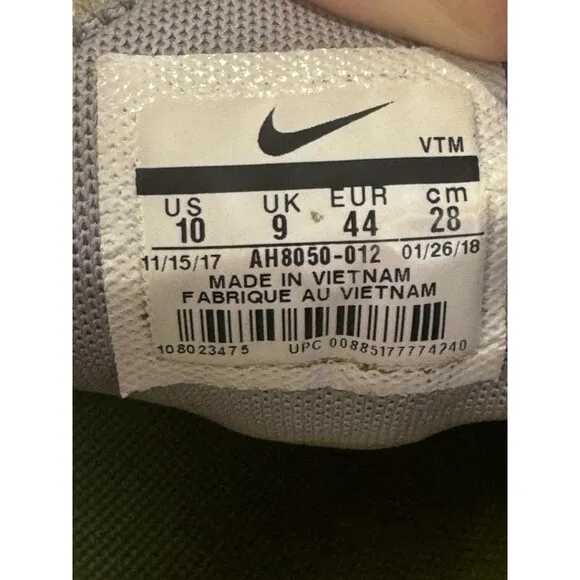 VTM
US UK EUR cm
10 9 44 28
11/15/17 AH8050-012 01/26/18
MADE IN VIETNAM
FABRIQUE AU VIETNAM
108023475 UPC 00885177774240